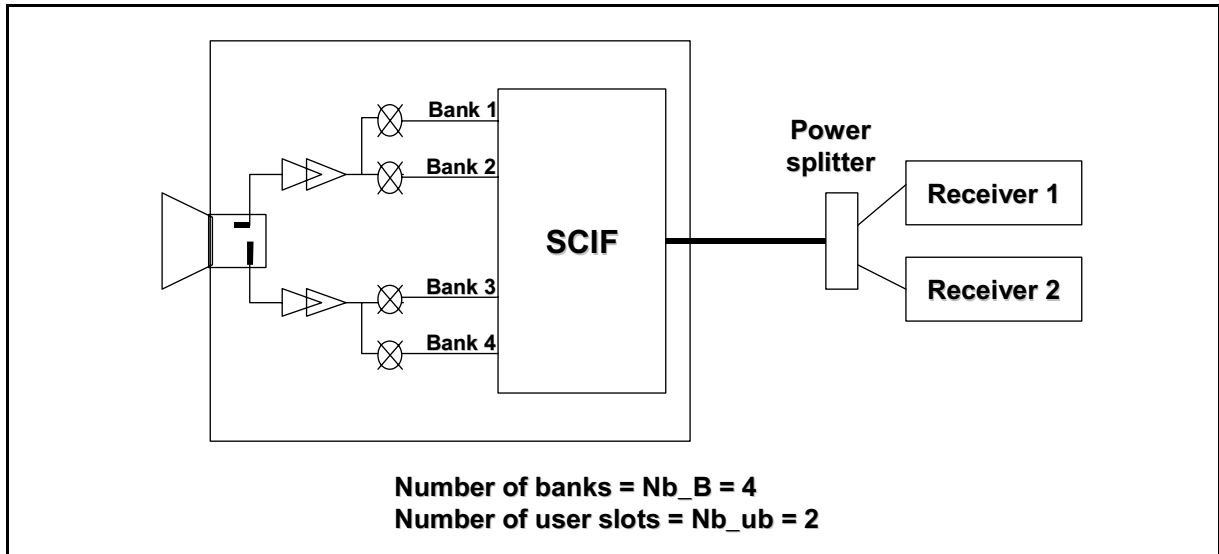 Bank 1
Bank 2
Bank 3
Bank 4
SCIF
Power
splitter
Receiver 1
Receiver 2
Number of banks = Nb_B = 4
Number of user slots = Nb_ub = 2